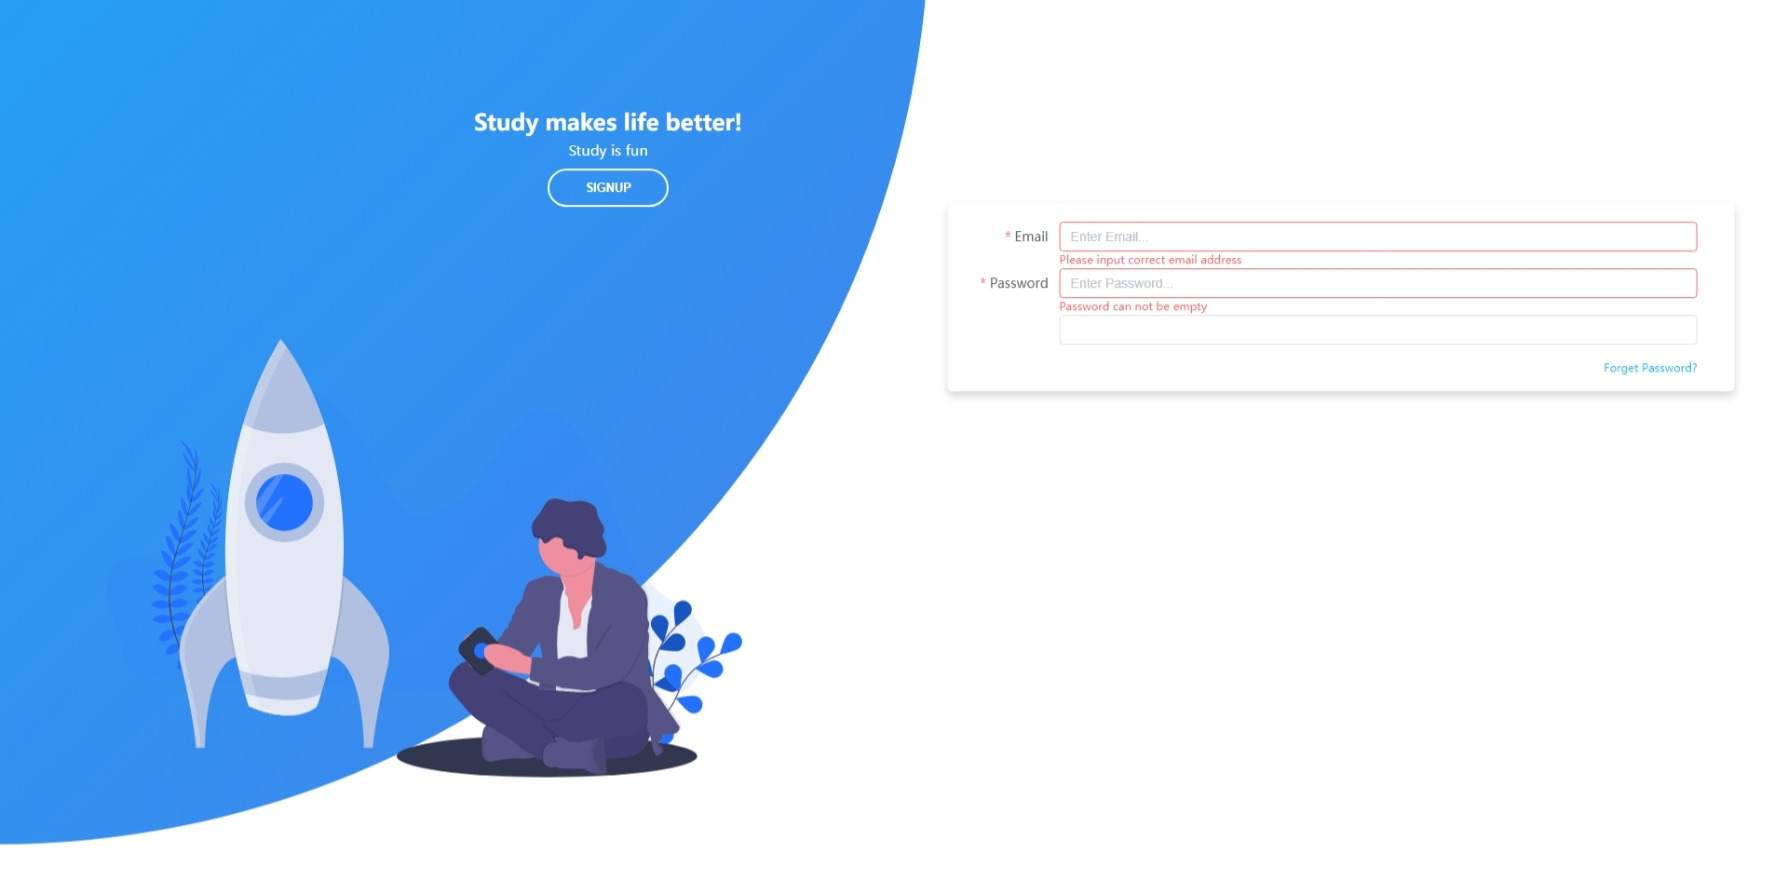 Study makes life better!
Study is fun
SIGNUP
* Email
Enter Email...
Please input correct email address
* Password
Enter Password...
Password can not be empty
Forget Password?